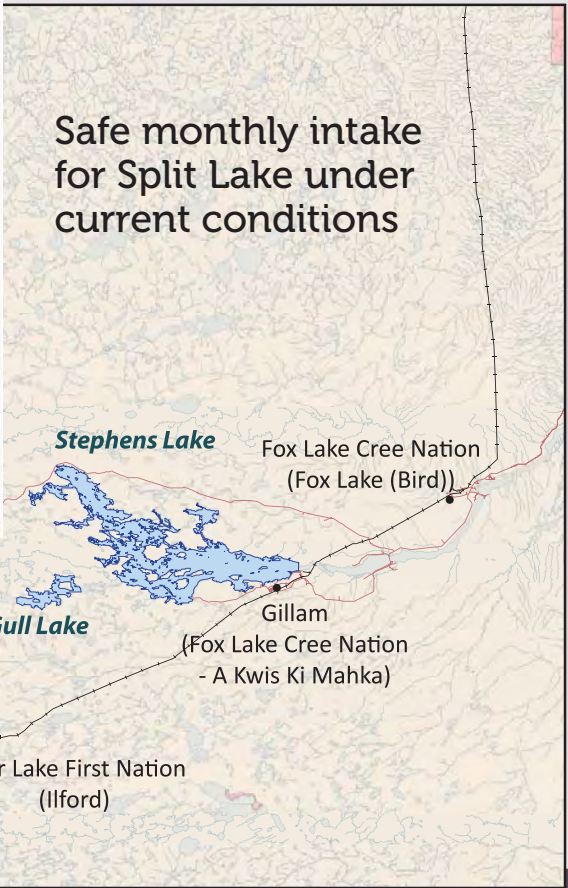 Safe monthly intake
for Split Lake under
current conditions
Stephens Lake
Fox Lake Cree Nation
(Fox Lake (Bird))
Gillam
(Fox Lake Cree Nation
- A Kwis Ki Mahka)
Lake
Lake First Nation
(Ilford)